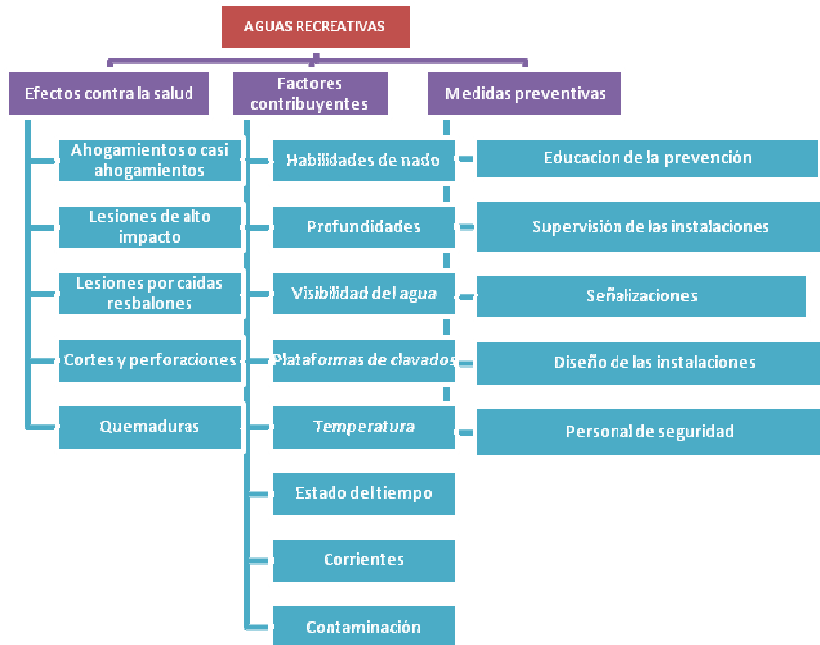 AGUAS RECREATIVAS
Efectos contra la salud
Ahogamientos o casi
ahogamientos
Lesiones de alto
impacto
Lesiones por caidas
resbalones
Cortes y perforaciones
Quemaduras
Factores
contribuyentes
Habilidades de nado
Profundidades
Visibilidad del agua
Plataformas de clavados
Temperatura
Estado del tiempo
Corrientes
Contaminación
Medidas preventivas
Educacion de la prevención
Supervisión de las instalaciones
Señalizaciones
Diseño de las instalaciones
Personal de seguridad